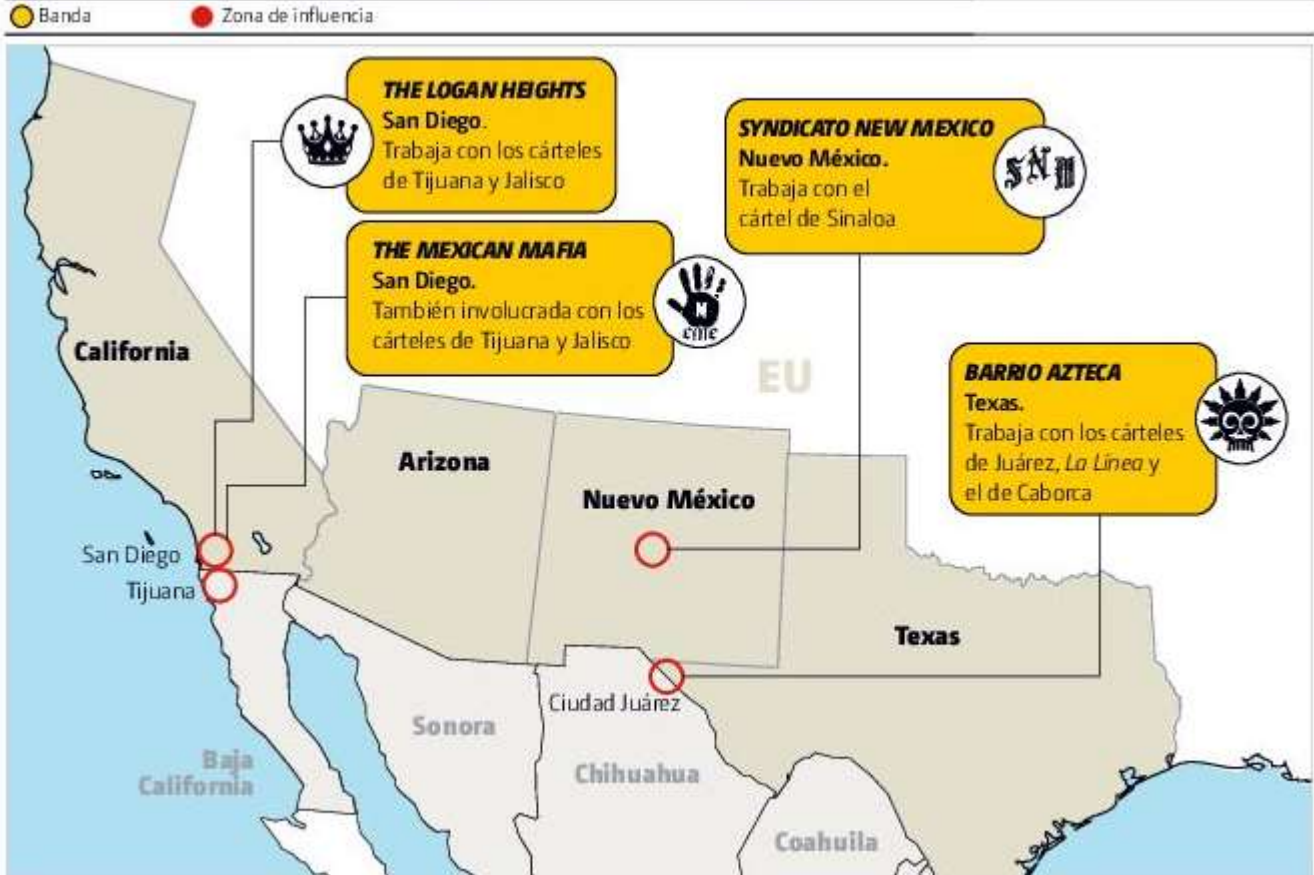 Banda
Zona de influencia
THE LOGAN HEIGHTS
San Diego.
Trabaja con los cárteles
de Tijuana y Jalisco
THE MEXICAN MAFIA
San Diego.
También involucrada con los
cárteles de Tijuana y Jalisco
eme
SYNDICATO NEW MEXICO
Nuevo México.
Trabaja con el
cártel de Sinaloa
SNM
BARRIO AZTECA
Texas.
Trabaja con los cárteles
de Juárez, La Línea y
el de Caborca
EU
California
Arizona
Nuevo México
Texas
San Diego
Tijuana
Ciudad Juárez
Sonora
Baja
California
Chihuahua
Coahuila